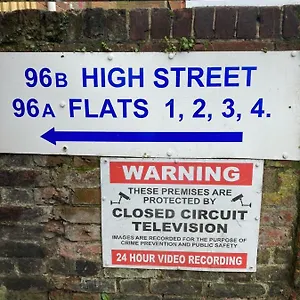 96B HIGH STREET
96A FLATS 1, 2, 3, 4.
WARNING
THESE PREMISES ARE
PROTECTED BY
CLOSED CIRCUIT
TELEVISION
IMAGES ARE RECORDED FOR THE PURPOSE OF
CRIME PREVENTION AND PUBLIC SAFETY
24 HOUR VIDEO RECORDING